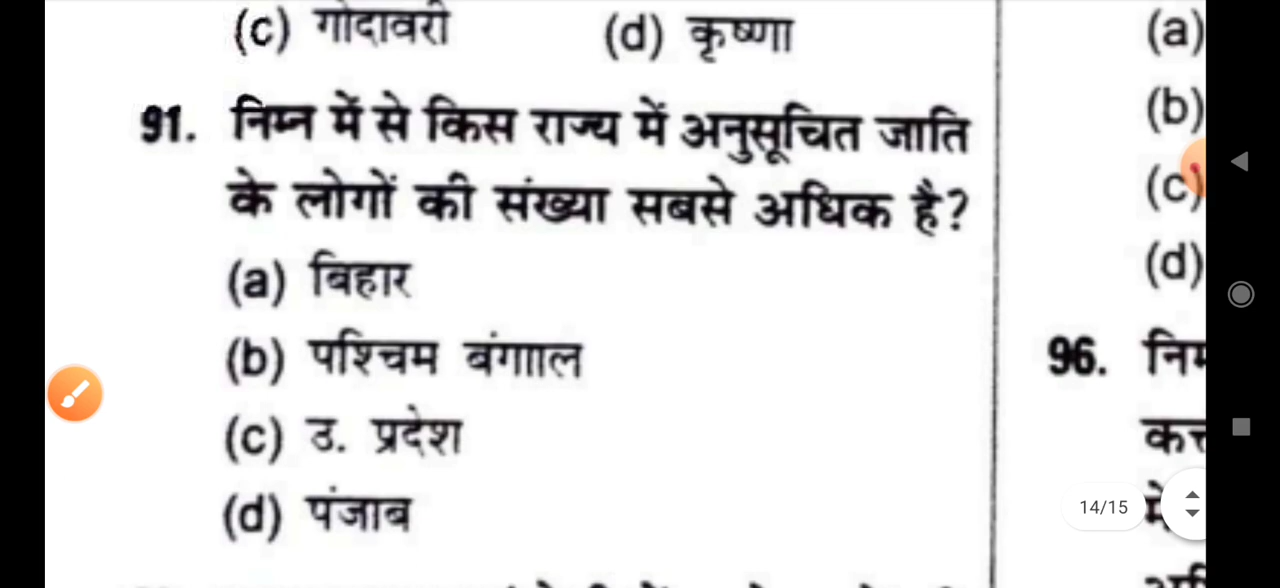 (c) गोदावरी (d) कृष्णा
91. निम्न में से किस राज्य में अनुसूचित जाति
के लोगों की संख्या सबसे अधिक है?
(a) बिहार
(b) पश्चिम बंगााल
(c) उ. प्रदेश
(d) पंजाब
(a)
(b)
(c)
(d)
96.
14/15
में